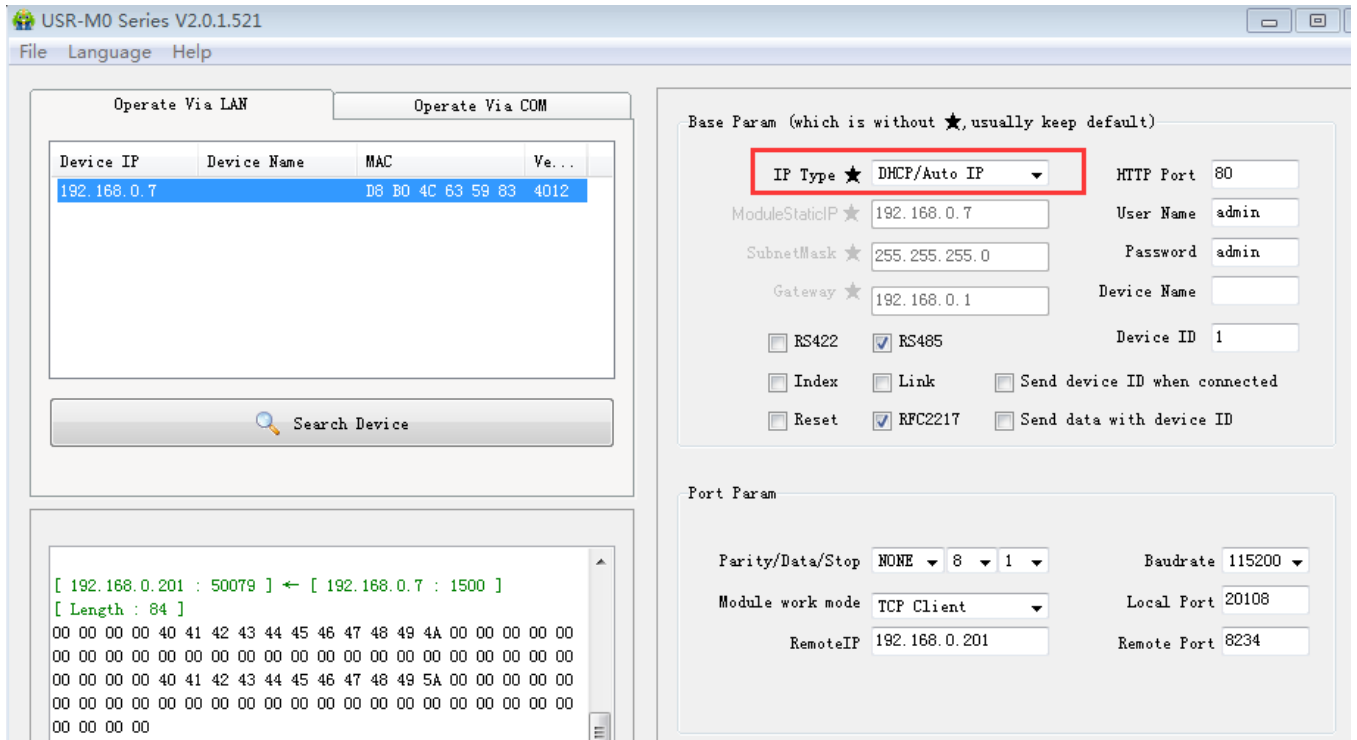 USR-M0 Series V2.0.1.521
File Language Help
Operate Via LAN Operate Via COM
Device IP Device Name MAC Ve...
192.168.0.7 D8 B0 4C 63 59 83 4012
Search Device
[ 192.168.0.201 : 50079 ] ← [ 192.168.0.7 : 1500 ]
[ Length : 84 ]
00 00 00 00 40 41 42 43 44 45 46 47 48 49 4A 00 00 00 00 00
00 00 00 00 00 00 00 00 00 00 00 00 00 00 00 00 00 00 00 00
00 00 00 00 40 41 42 43 44 45 46 47 48 49 5A 00 00 00 00 00
00 00 00 00 00 00 00 00 00 00 00 00 00 00 00 00 00 00 00 00
00 00 00 00
Base Param (which is without ★,usually keep default)
IP Type ★ DHCP/Auto IP HTTP Port 80
ModuleStaticIP ★ 192.168.0.7 User Name admin
SubnetMask ★ 255.255.255.0 Password admin
Gateway ★ 192.168.0.1 Device Name
RS422 RS485 Device ID 1
Index Link Send device ID when connected
Reset RFC2217 Send data with device ID
Port Param
Parity/Data/Stop NONE 8 1 Baudrate 115200
Module work mode TCP Client Local Port 20108
RemoteIP 192.168.0.201 Remote Port 8234